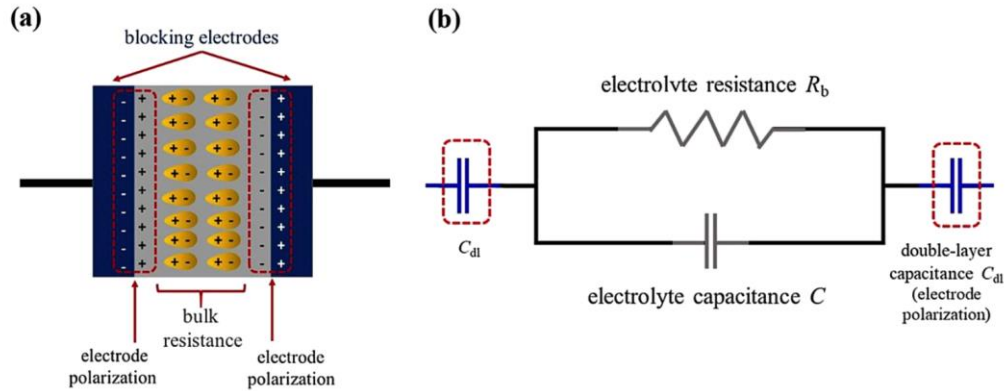 (a)
blocking electrodes
bulk
resistance
electrode
polarization
electrode
polarization
(b)
electrolvte resistance Rb
Cdl
electrolyte capacitance C
double-layer
capacitance Cdl
(electrode
polarization)